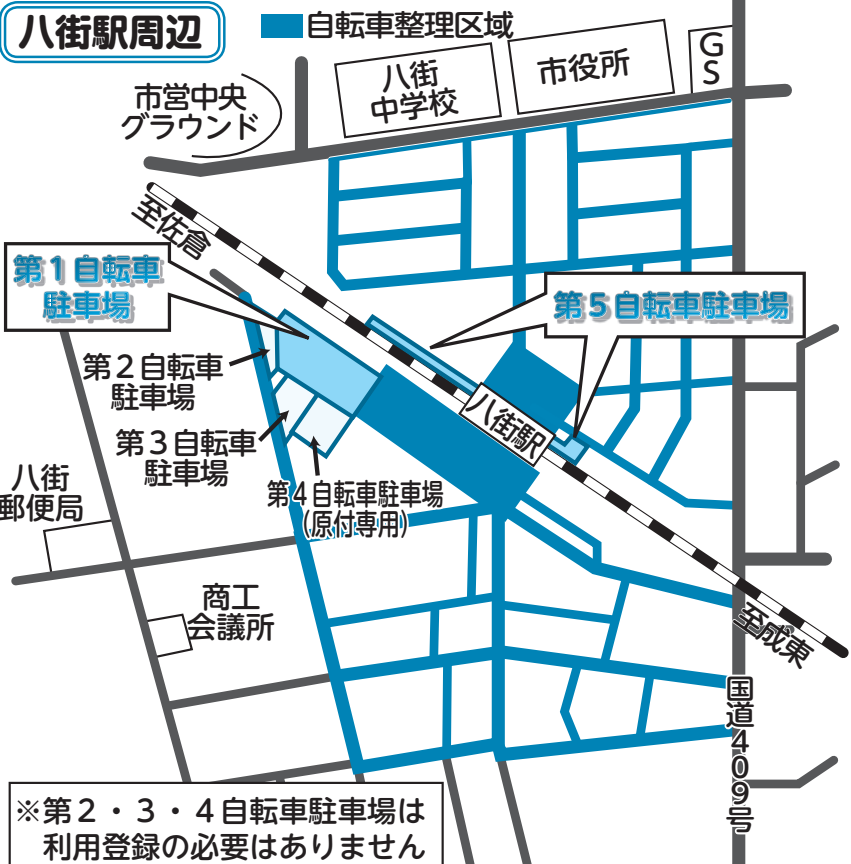 八街駅周辺
自転車整理区域
市営中央
グラウンド
八街
中学校
市役所
GS
至佐倉
第1自転車
駐車場
第5自転車駐車場
第2自転車
駐車場
第3自転車
駐車場
第4自転車駐車場
(原付専用)
八街駅
八街
郵便局
商工
会議所
至成東
国道409号
※第2・3・4自転車駐車場は
利用登録の必要はありません